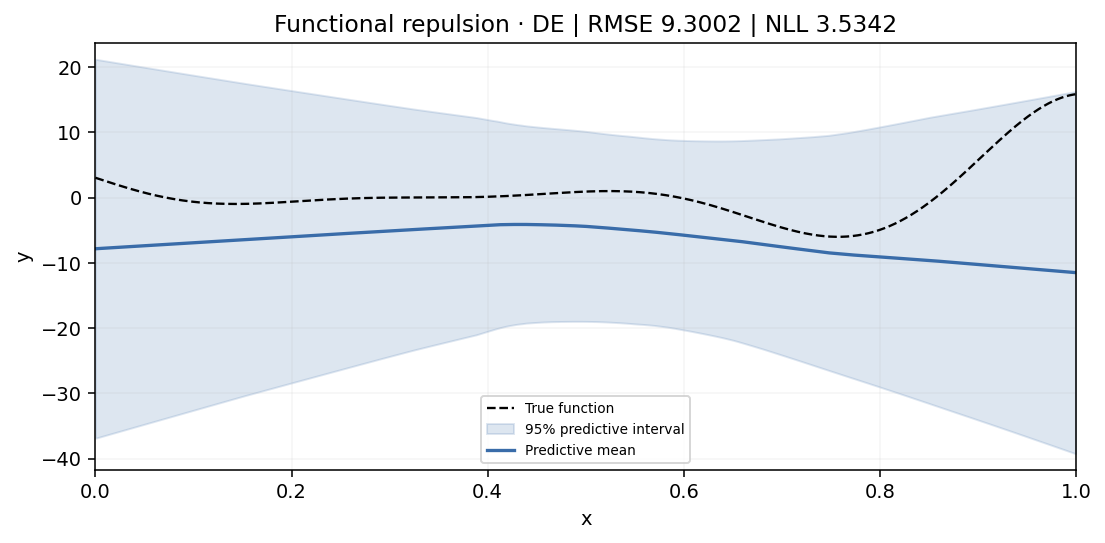 Functional repulsion · DE | RMSE 9.3002 | NLL 3.5342
y
20
10
0
−10
−20
−30
−40
True function
95% predictive interval
Predictive mean
0.0 0.2 0.4 0.6 0.8 1.0
x